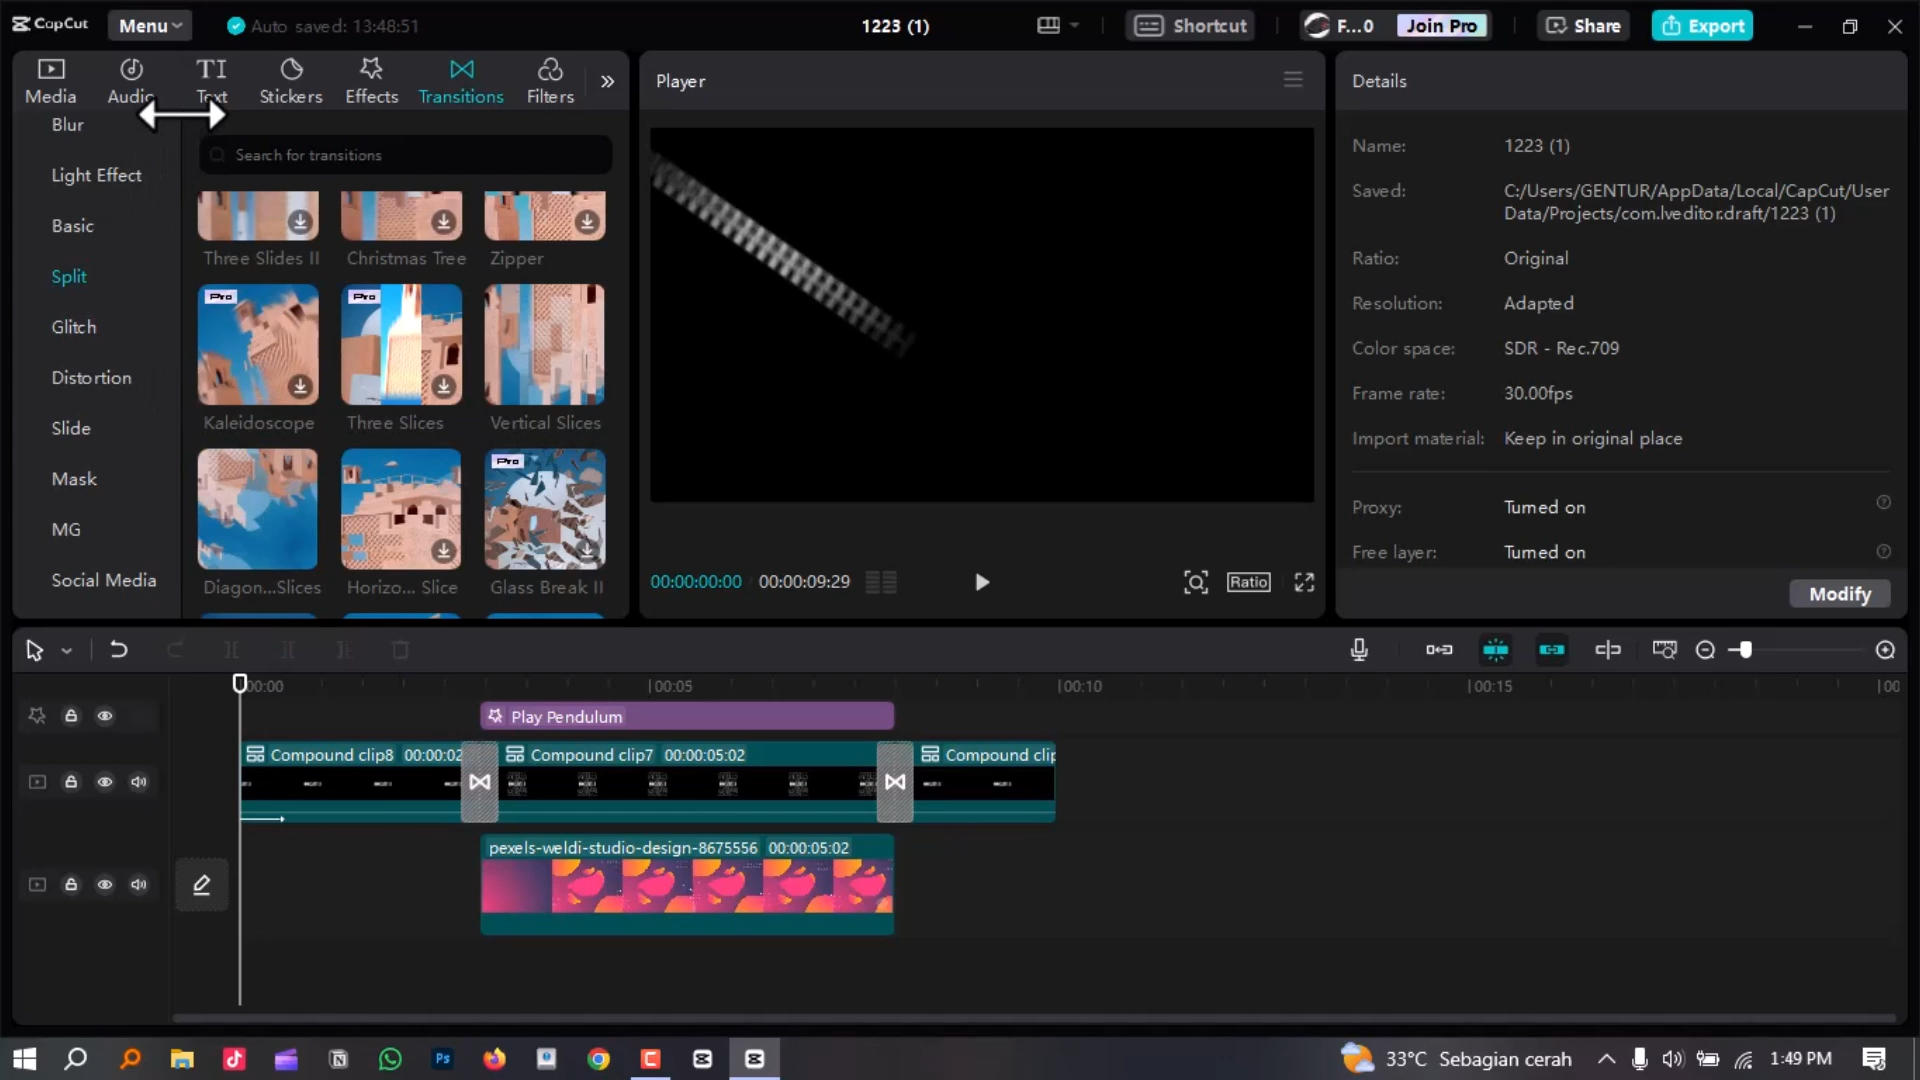 CapCut
Menu
Auto saved: 13:48:51
1223 (1)
Shortcut
F...0
Join Pro
Share
Export
Media
Audio
Text
Stickers
Effects
Transitions
Filters
Blur
Light Effect
Basic
Split
Glitch
Distortion
Slide
Mask
MG
Social Media
Search for transitions
Three Slides II
Christmas Tree
Zipper
Pro
Pro
Kaleidoscope
Three Slices
Vertical Slices
Pro
Diagon...Slices
Horizo... Slice
Glass Break II
Player
00:00:00:00
00:00:09:29
Ratio
Details
Name:
1223 (1)
Saved:
C:/Users/GENTUR/AppData/Local/CapCut/User
Data/Projects/com.lveditor.draft/1223 (1)
Ratio:
Original
Resolution:
Adapted
Color space:
SDR - Rec.709
Frame rate:
30.00fps
Import material:
Keep in original place
Proxy:
Turned on
Free layer:
Turned on
Modify
00:00
00:05
00:10
00:15
00
Play Pendulum
Compound clip8 00:00:02
Compound clip7 00:00:05:02
Compound clip
pexels-weldi-studio-design-8675556 00:00:05:02
Ps
33°C Sebagian cerah
1:49 PM